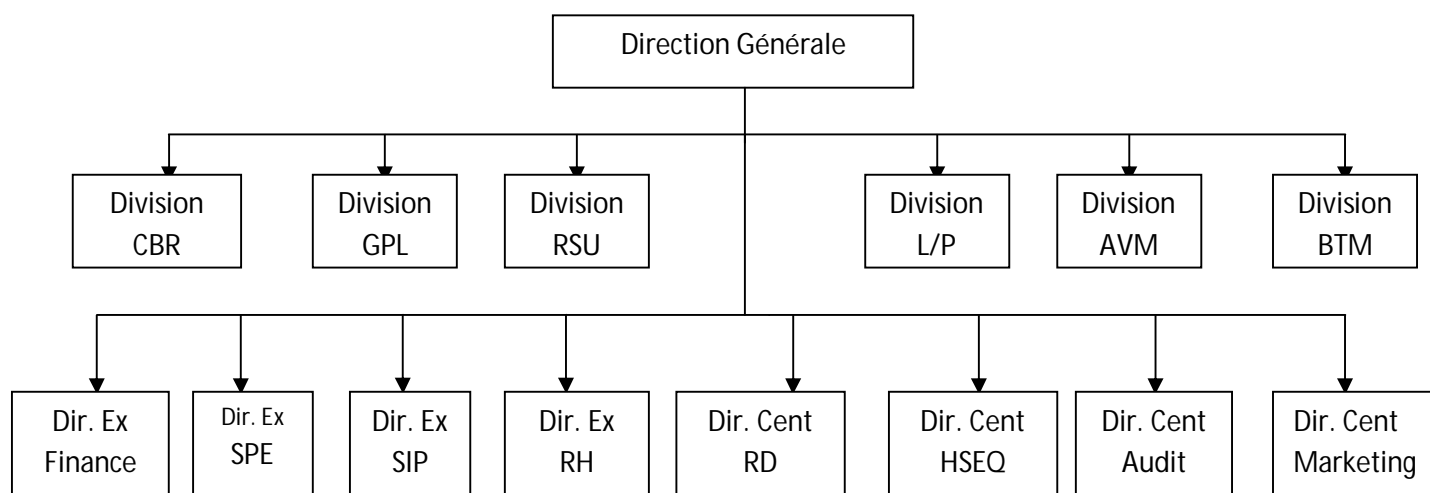 Direction Générale
Division
CBR
Division
GPL
Division
RSU
Division
L/P
Division
AVM
Division
BTM
Dir. Ex
Finance
Dir. Ex
SPE
Dir. Ex
SIP
Dir. Ex
RH
Dir. Cent
RD
Dir. Cent
HSEQ
Dir. Cent
Audit
Dir. Cent
Marketing